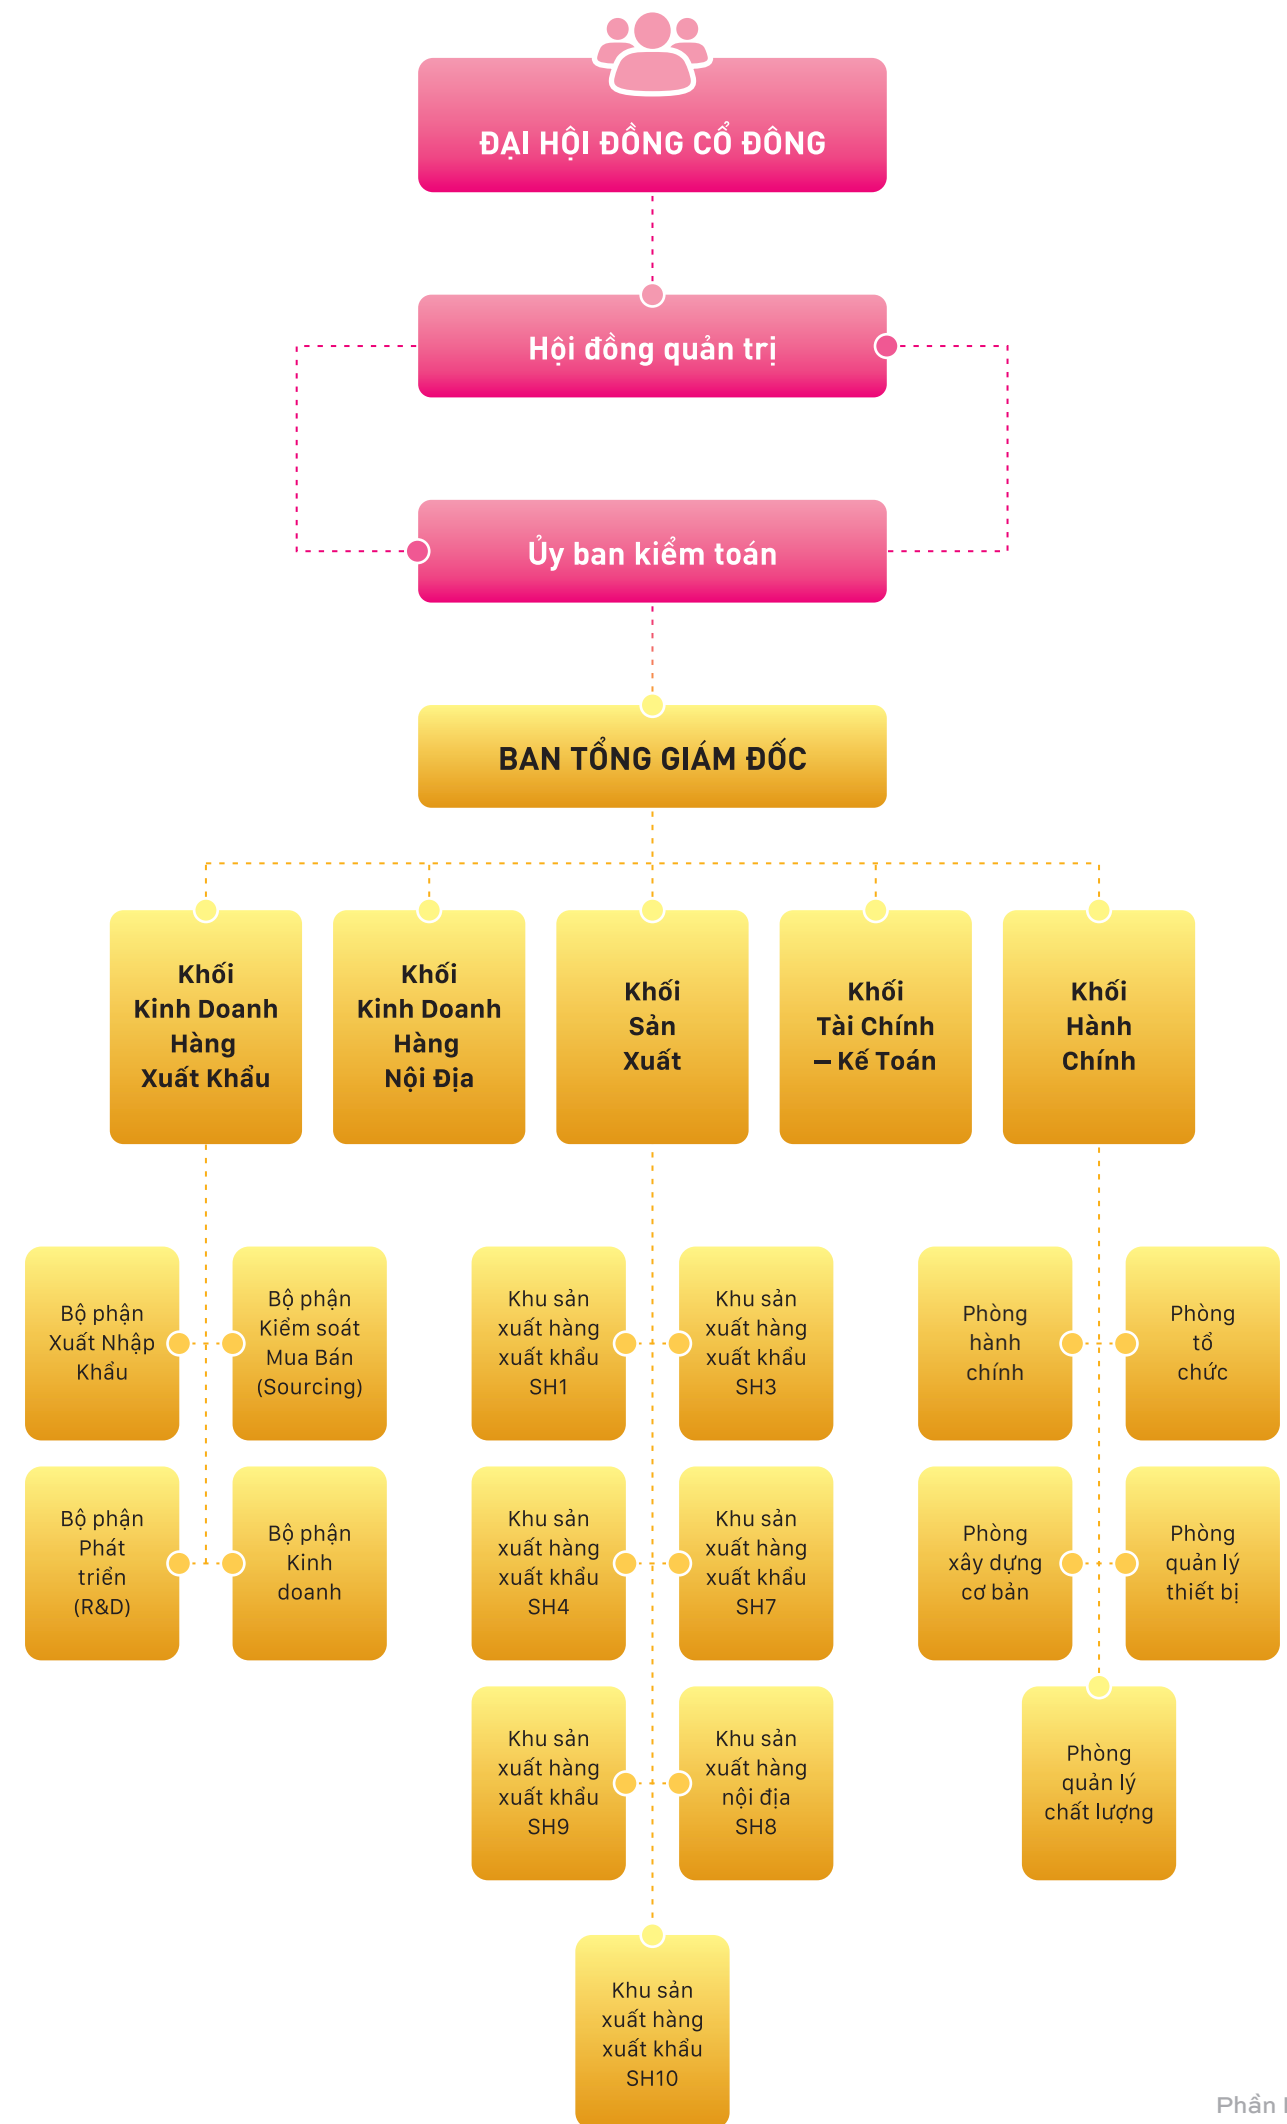 ĐẠI HỘI ĐỒNG CỔ ĐÔNG
Hội đồng quản trị
Ủy ban kiểm toán
BAN TỔNG GIÁM ĐỐC
Khối
Kinh Doanh
Hàng
Xuất Khẩu
Khối
Kinh Doanh
Hàng
Nội Địa
Khối
Sản
Xuất
Khối
Tài Chính
– Kế Toán
Khối
Hành
Chính
Bộ phận
Xuất Nhập
Khẩu
Bộ phận
Kiểm soát
Mua Bán
(Sourcing)
Khu sản
xuất hàng
xuất khẩu
SH1
Khu sản
xuất hàng
xuất khẩu
SH3
Phòng
hành
chính
Phòng
tổ
chức
Bộ phận
Phát
triển
(R&D)
Bộ phận
Kinh
doanh
Khu sản
xuất hàng
xuất khẩu
SH4
Khu sản
xuất hàng
xuất khẩu
SH7
Phòng
xây dựng
cơ bản
Phòng
quản lý
thiết bị
Khu sản
xuất hàng
xuất khẩu
SH9
Khu sản
xuất hàng
nội địa
SH8
Phòng
quản lý
chất lượng
Khu sản
xuất hàng
xuất khẩu
SH10
Phần